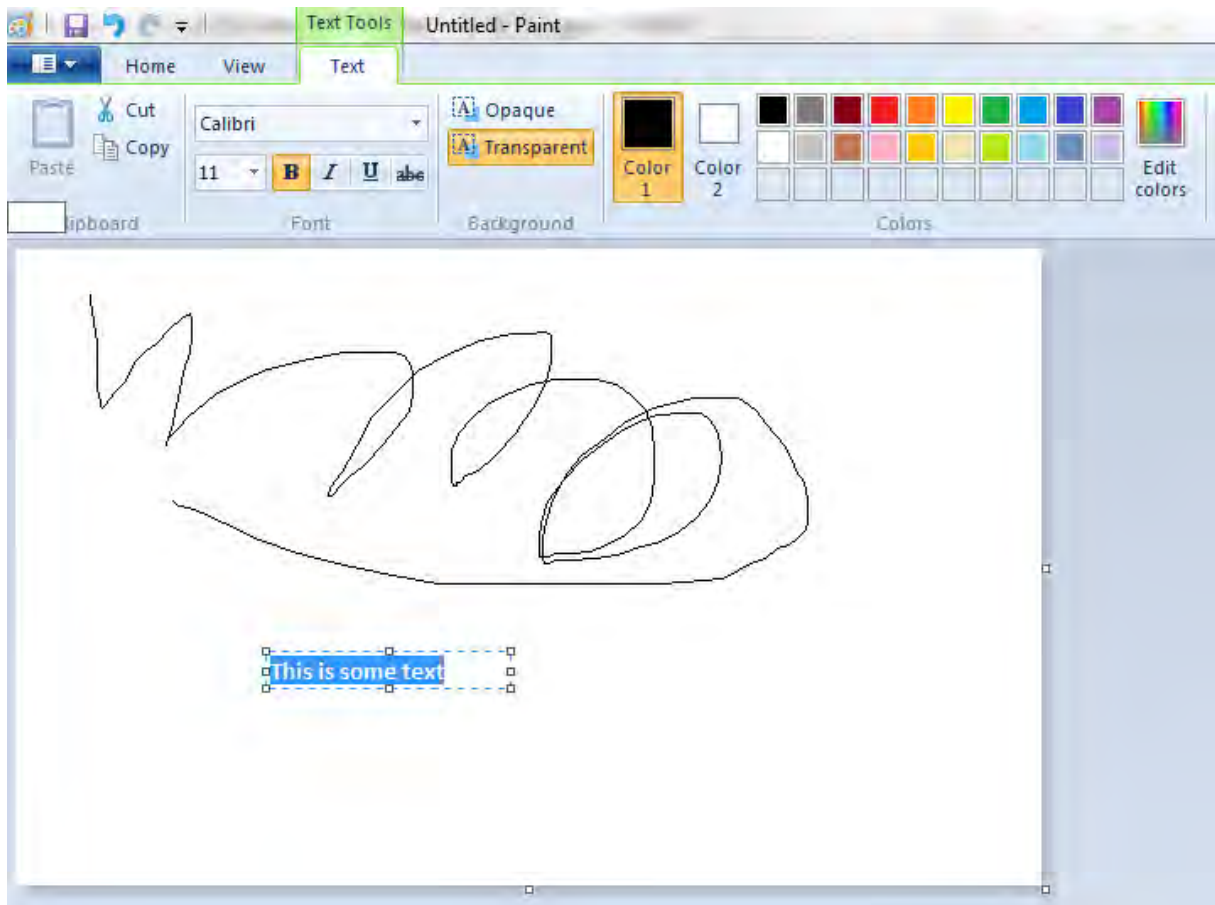 Text Tools Untitled - Paint
Home View Text
Cut
Copy
Paste
Calibri
11 B I U abc
Opaque
Transparent
Color 1
Color 2
Edit colors
ipboard Font Background Colors
This is some text